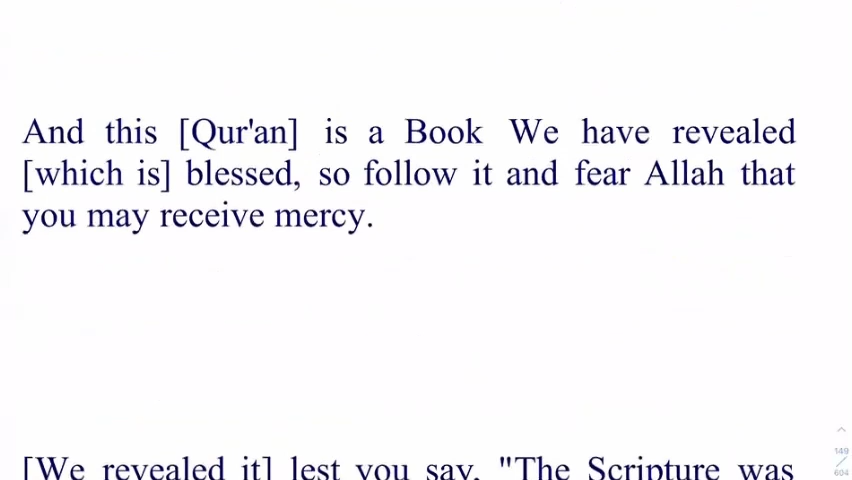 And this [Qur'an] is a Book We have revealed
[which is] blessed, so follow it and fear Allah that
you may receive mercy.
[We revealed it] lest you say, "The Scripture was
149
604